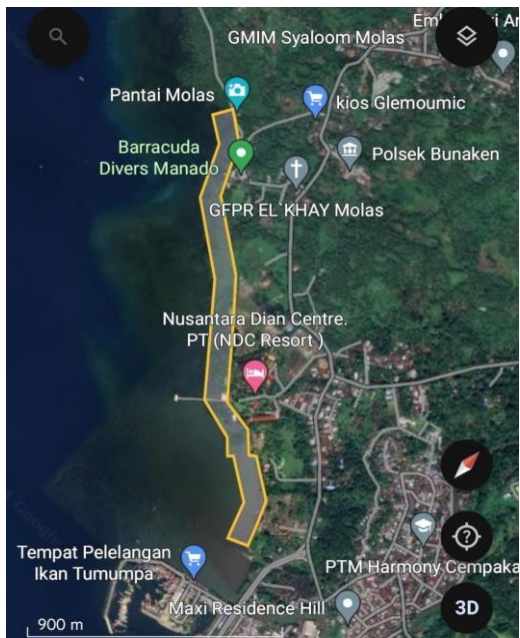 GMIM Syaloom Molas
Pantai Molas
kios Glemoumic
Barracuda
Divers Manado
Polsek Bunaken
GFPR EL`KHAY Molas
Nusantara Dian Centre.
PT (NDC Resort )
Tempat Pelelangan
Ikan Tumumpa
PTM Harmony Cempaka
Maxi Residence Hill
900 m
3D